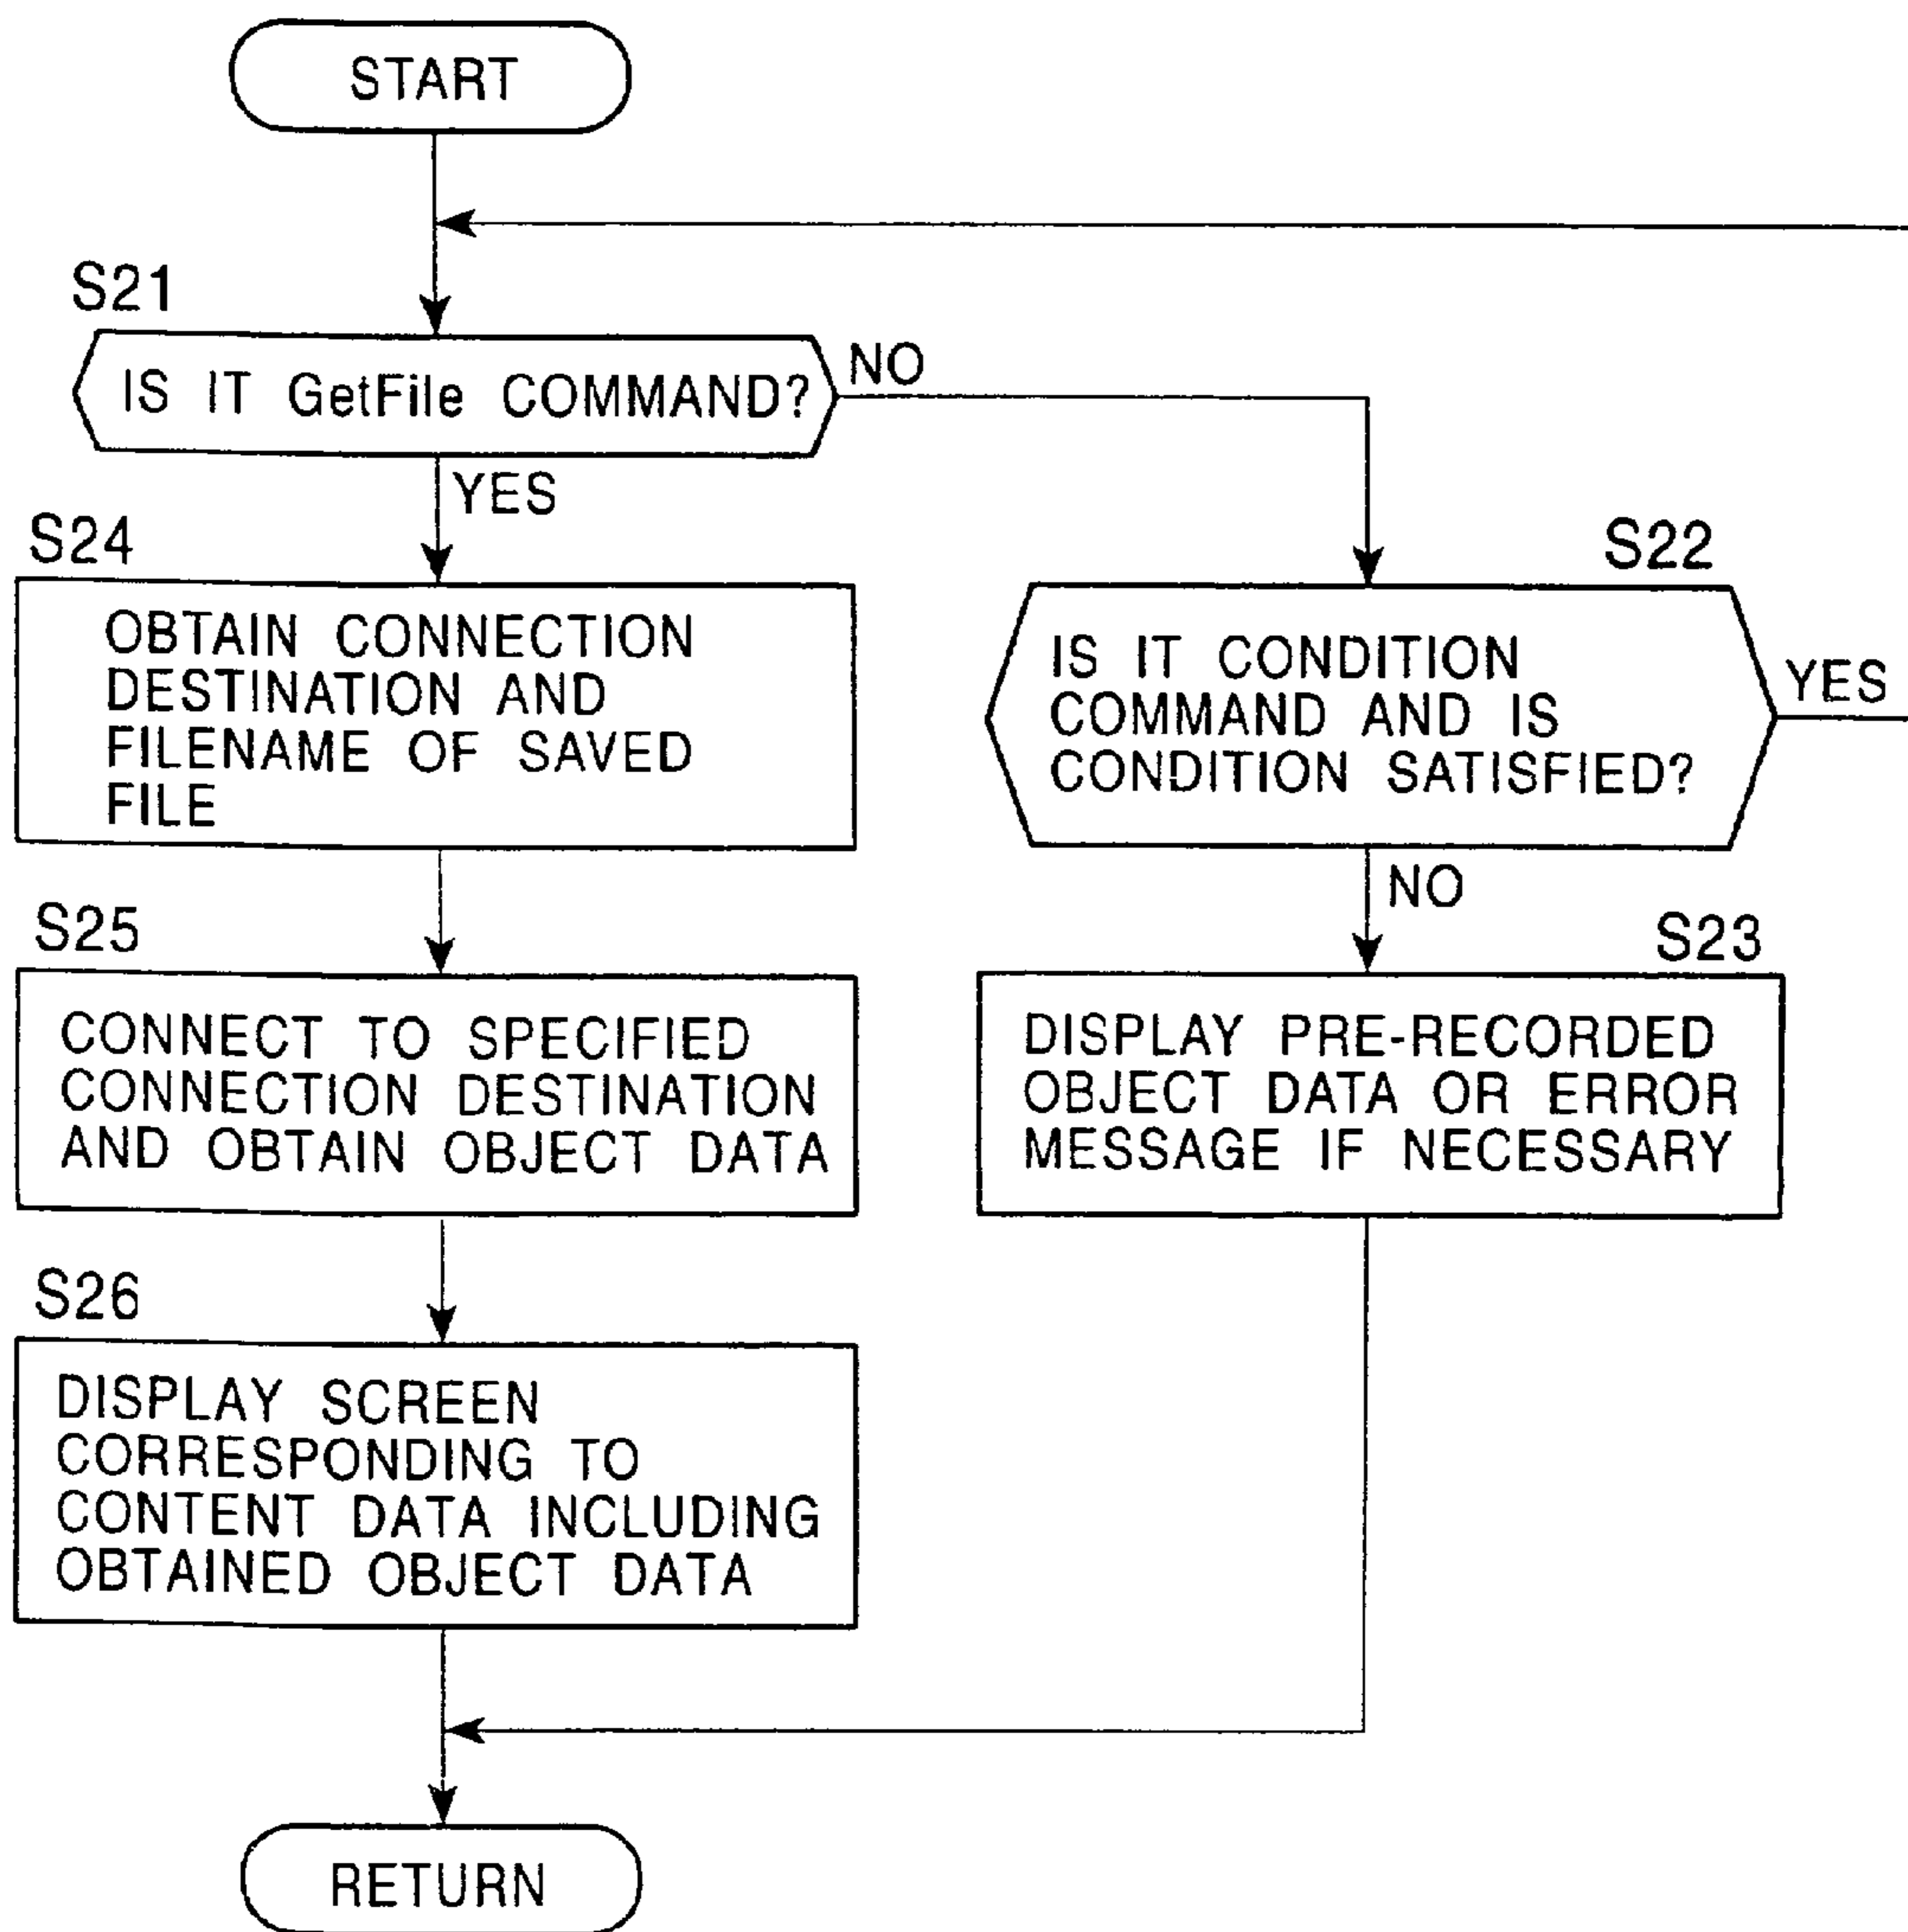 START
S21
IS IT GetFile COMMAND?
NO
YES
S24
OBTAIN CONNECTION
DESTINATION AND
FILENAME OF SAVED
FILE
S22
IS IT CONDITION
COMMAND AND IS
CONDITION SATISFIED?
YES
NO
S25
CONNECT TO SPECIFIED
CONNECTION DESTINATION
AND OBTAIN OBJECT DATA
S23
DISPLAY PRE-RECORDED
OBJECT DATA OR ERROR
MESSAGE IF NECESSARY
S26
DISPLAY SCREEN
CORRESPONDING TO
CONTENT DATA INCLUDING
OBTAINED OBJECT DATA
RETURN